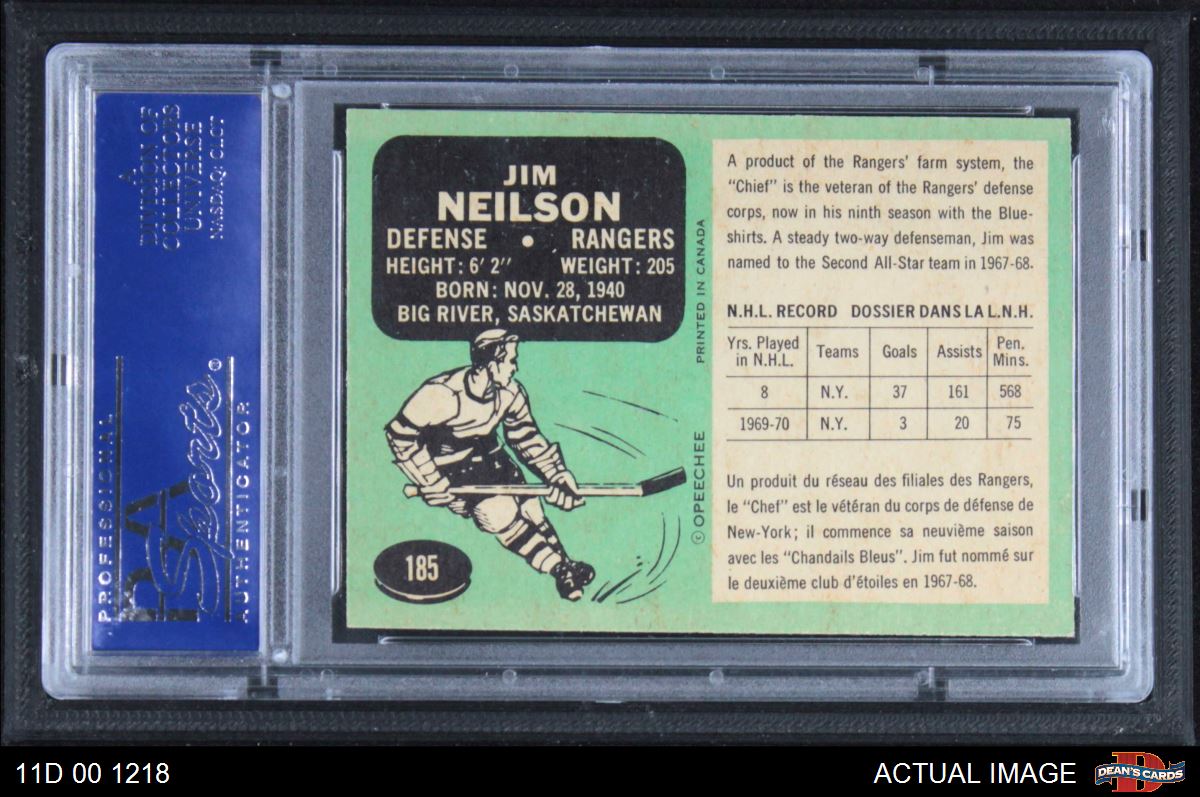 A
DIVISION OF
COLLECTORS
UNIVERSE
NASDAQ: CLCT
PROFESSIONAL
PSA
Sports
AUTHENTICATOR
JIM
NEILSON
DEFENSE • RANGERS
HEIGHT: 6' 2" WEIGHT: 205
BORN: NOV. 28, 1940
BIG RIVER, SASKATCHEWAN
185
© OPEECHEE PRINTED IN CANADA
A product of the Rangers' farm system, the
"Chief" is the veteran of the Rangers' defense
corps, now in his ninth season with the Blue-
shirts. A steady two-way defenseman, Jim was
named to the Second All-Star team in 1967-68.
N.H.L. RECORD DOSSIER DANS LA L.N.H.
Yrs. Played in N.H.L. Teams Goals Assists Pen. Mins.
8 N.Y. 37 161 568
1969-70 N.Y. 3 20 75
Un produit du réseau des filiales des Rangers,
le "Chef" est le vétéran du corps de défense de
New-York; il commence sa neuvième saison
avec les "Chandails Bleus". Jim fut nommé sur
le deuxième club d'étoiles en 1967-68.
11D 00 1218
ACTUAL IMAGE
D
DEAN'S CARDS